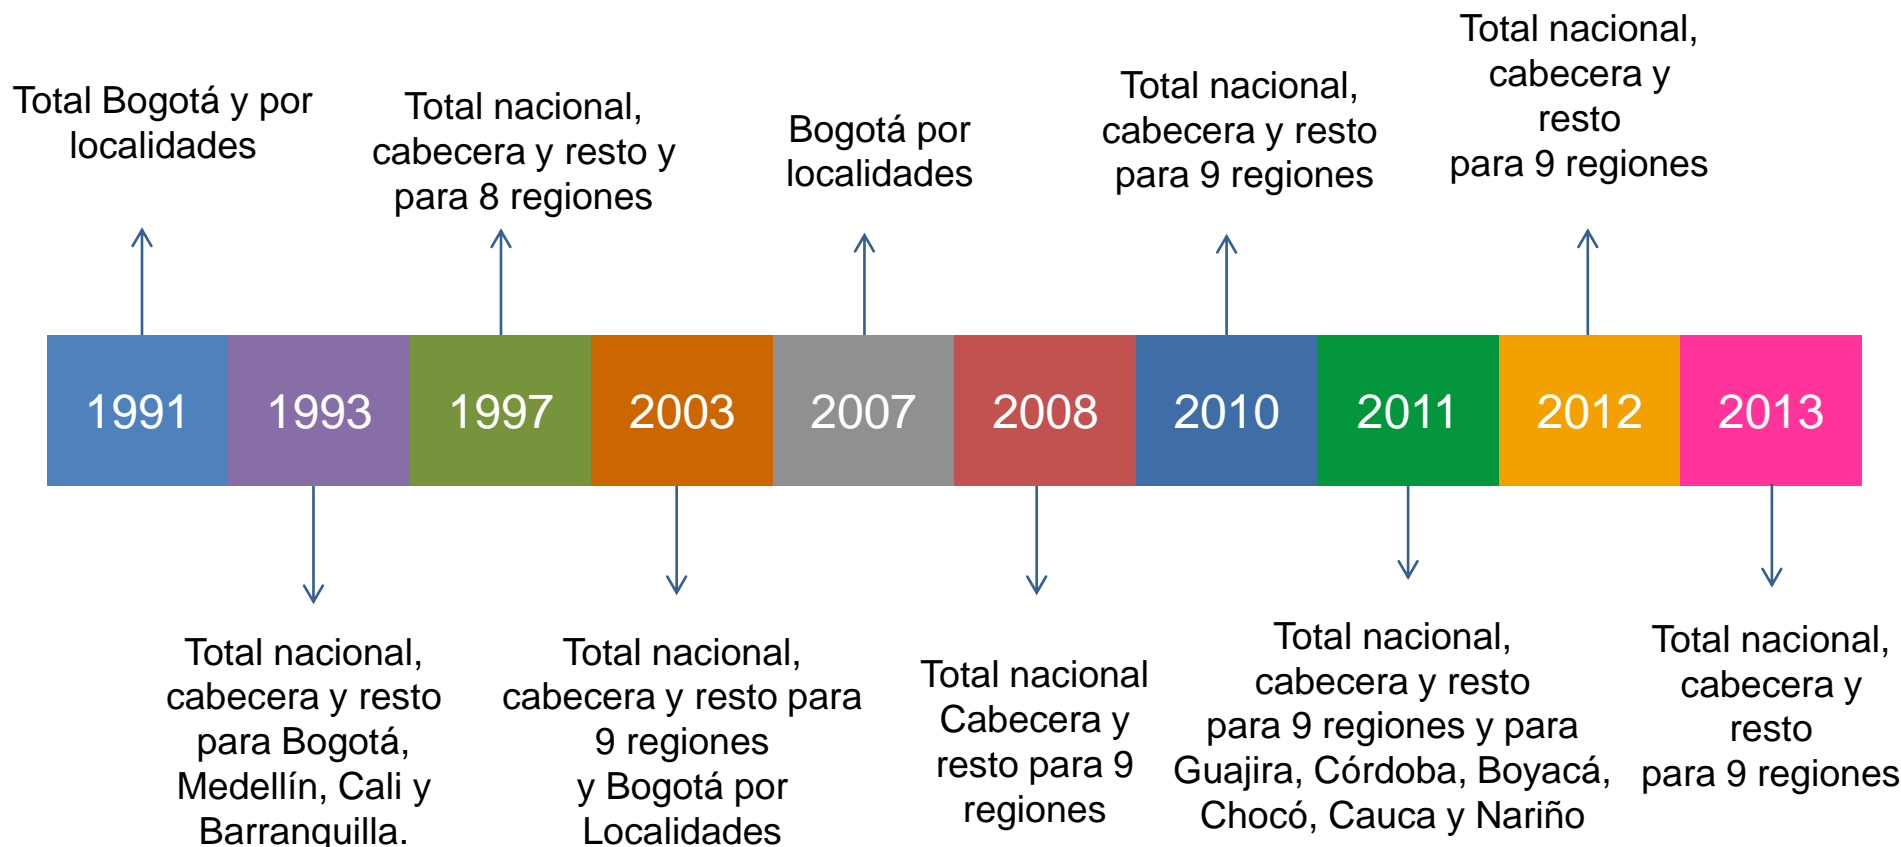 Total Bogotá y por
localidades
Total nacional,
cabecera y resto y
para 8 regiones
Bogotá por
localidades
Total nacional,
cabecera y resto
para 9 regiones
Total nacional,
cabecera y
resto
para 9 regiones
1991
1993
1997
2003
2007
2008
2010
2011
2012
2013
Total nacional,
cabecera y resto
para Bogotá,
Medellín, Cali y
Barranquilla.
Total nacional,
cabecera y resto para
9 regiones
y Bogotá por
Localidades
Total nacional
Cabecera y
resto para 9
regiones
Total nacional,
cabecera y resto
para 9 regiones y para
Guajira, Córdoba, Boyacá,
Chocó, Cauca y Nariño
Total nacional,
cabecera y
resto
para 9 regiones